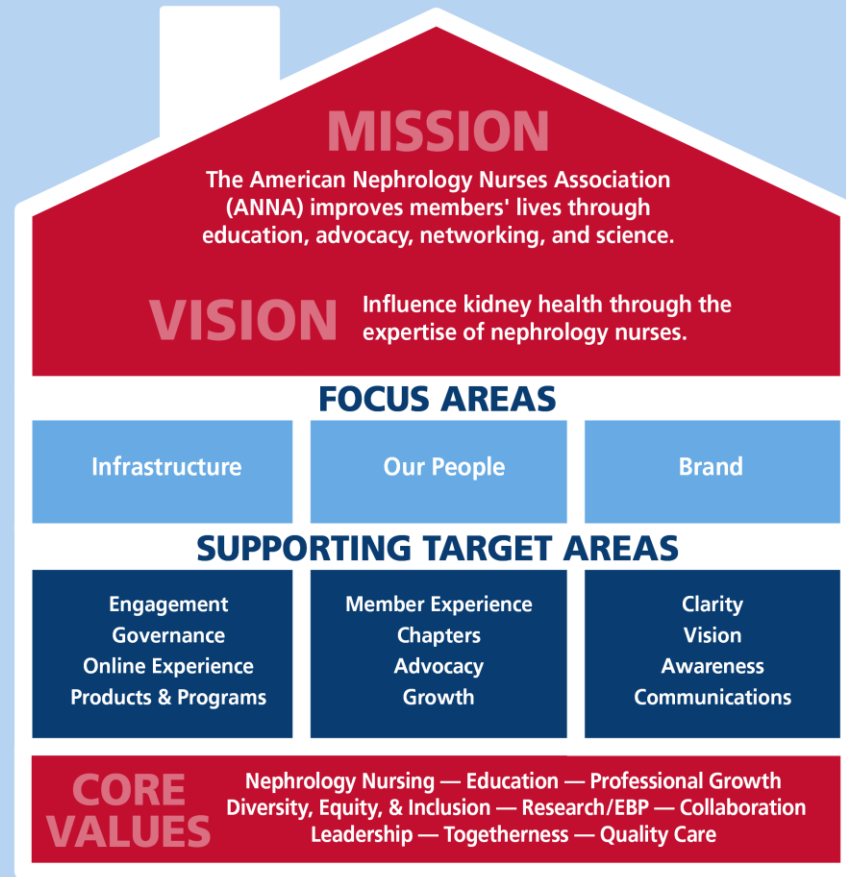 MISSION
The American Nephrology Nurses Association
(ANNA) improves members' lives through
education, advocacy, networking, and science.
VISION
Influence kidney health through the
expertise of nephrology nurses.
FOCUS AREAS
Infrastructure
Our People
Brand
SUPPORTING TARGET AREAS
Engagement
Governance
Online Experience
Products & Programs
Member Experience
Chapters
Advocacy
Growth
Clarity
Vision
Awareness
Communications
CORE
VALUES
Nephrology Nursing — Education — Professional Growth
Diversity, Equity, & Inclusion — Research/EBP — Collaboration
Leadership — Togetherness — Quality Care